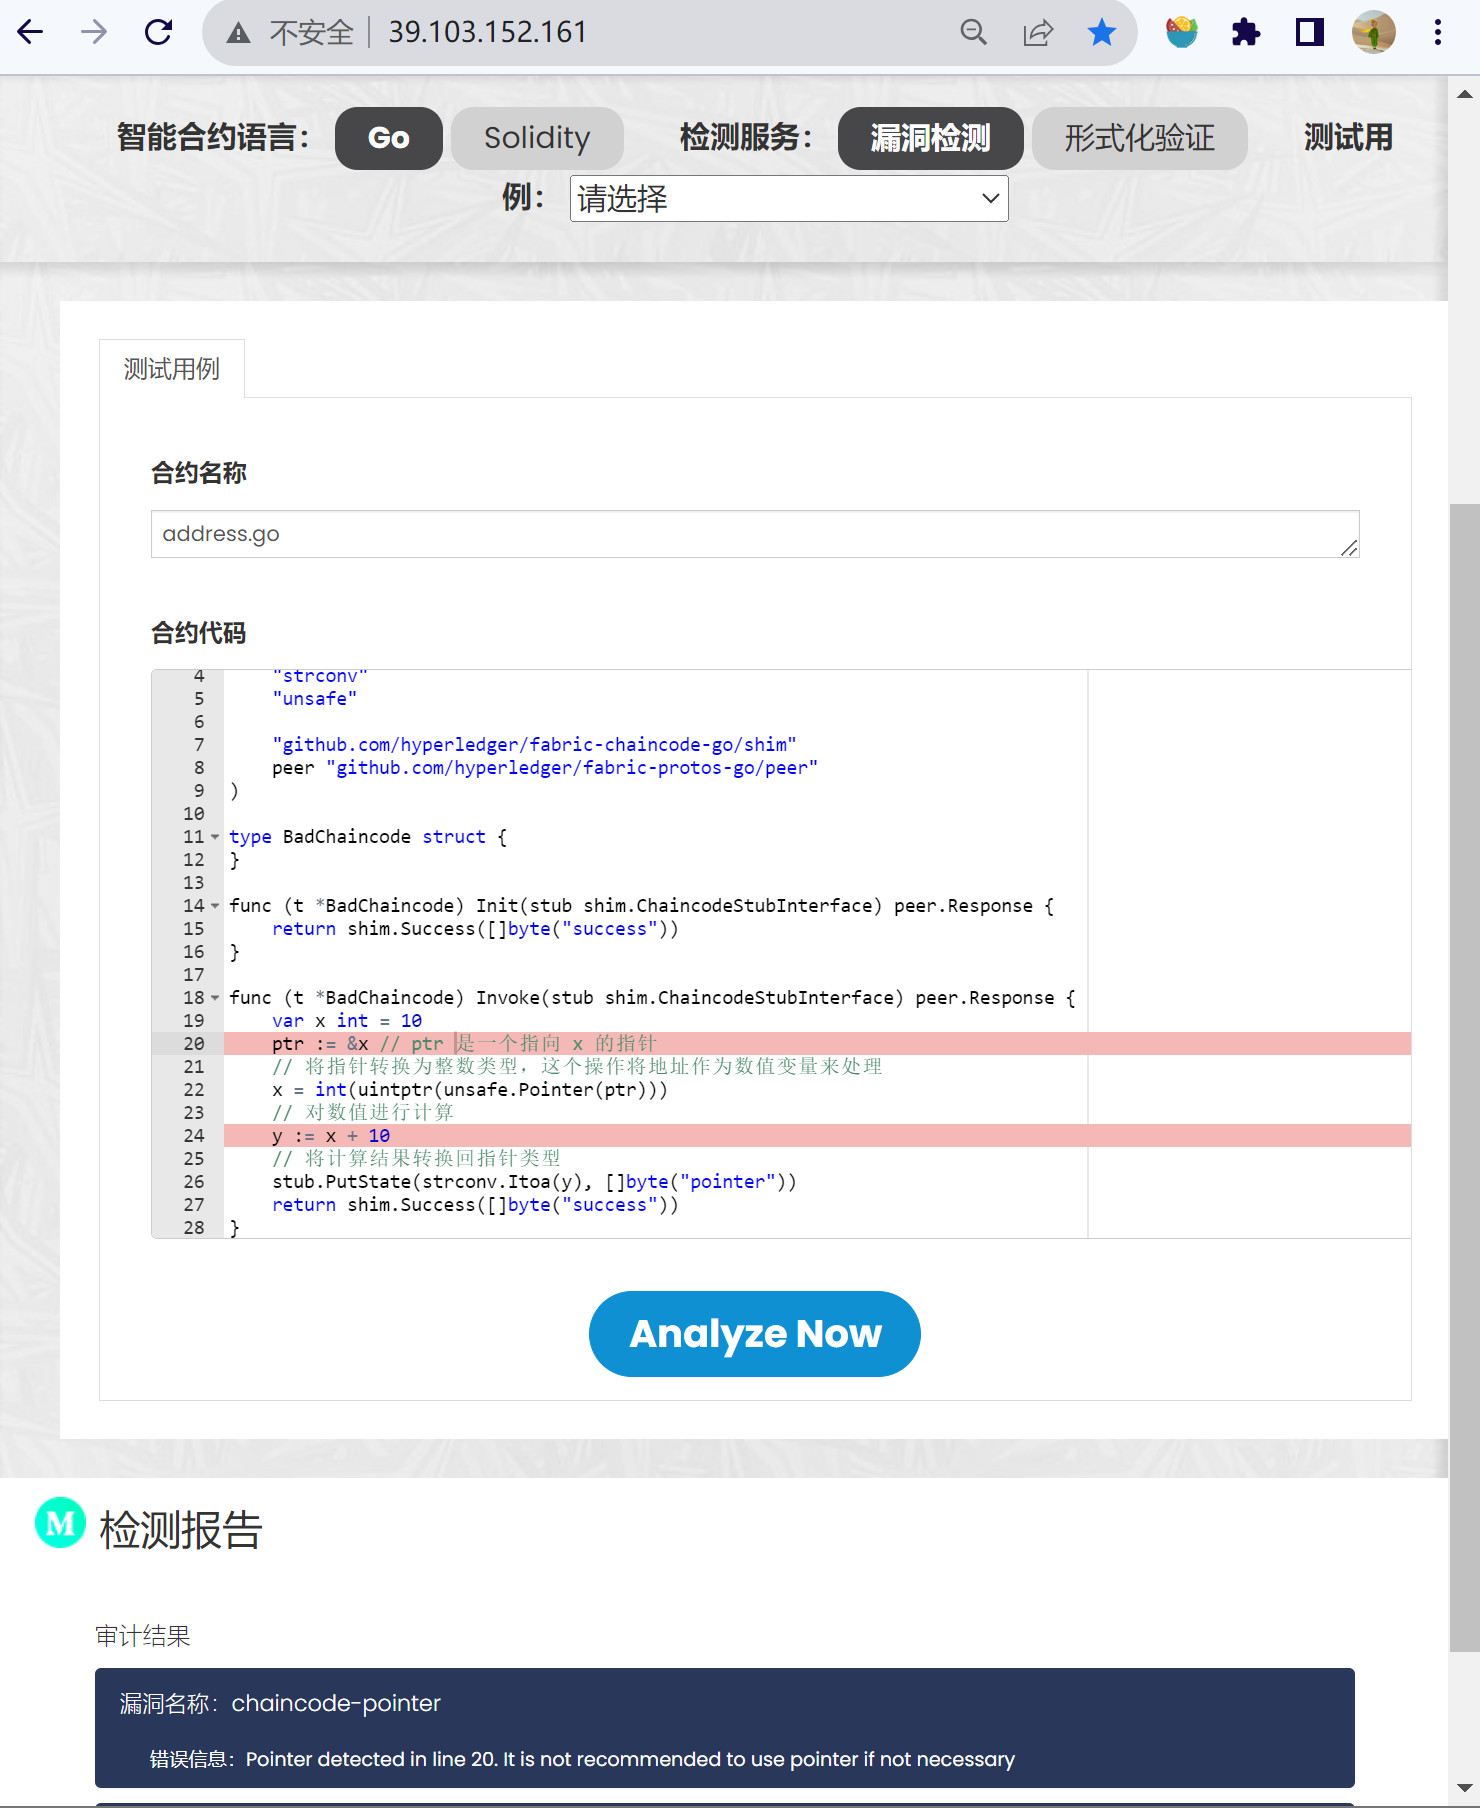 不安全 39.103.152.161
智能合约语言： Go Solidity 检测服务： 漏洞检测 形式化验证 测试用
例： 请选择
测试用例
合约名称
address.go
合约代码
4 "strconv"
5 "unsafe"
6
7 "github.com/hyperledger/fabric-chaincode-go/shim"
8 peer "github.com/hyperledger/fabric-protos-go/peer"
9 )
10
11 type BadChaincode struct {
12 }
13
14 func (t *BadChaincode) Init(stub shim.ChaincodeStubInterface) peer.Response {
15 return shim.Success([]byte("success"))
16 }
17
18 func (t *BadChaincode) Invoke(stub shim.ChaincodeStubInterface) peer.Response {
19 var x int = 10
20 ptr := &x // ptr 是一个指向 x 的指针
21 // 将指针转换为整数类型，这个操作将地址作为数值变量来处理
22 x = int(uintptr(unsafe.Pointer(ptr)))
23 // 对数值进行计算
24 y := x + 10
25 // 将计算结果转换回指针类型
26 stub.PutState(strconv.Itoa(y), []byte("pointer"))
27 return shim.Success([]byte("success"))
28 }
Analyze Now
M 检测报告
审计结果
漏洞名称：chaincode-pointer
错误信息：Pointer detected in line 20. It is not recommended to use pointer if not necessary